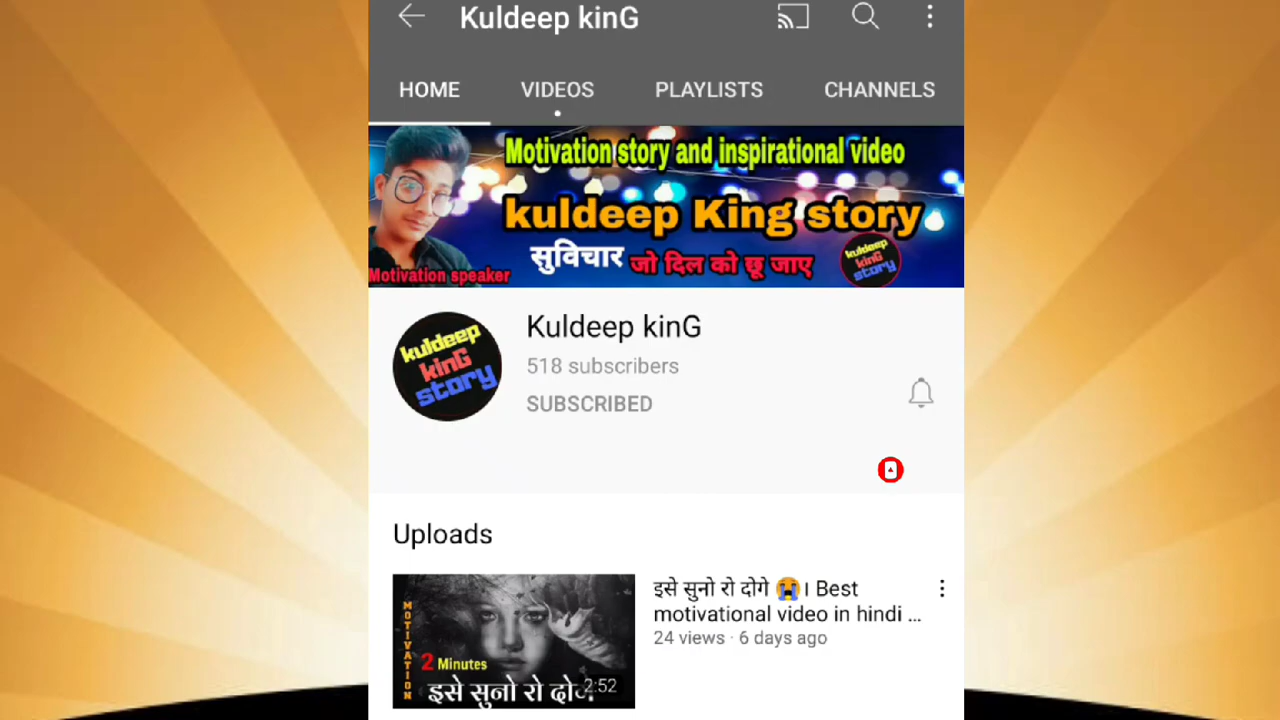 Kuldeep kinG
HOME VIDEOS PLAYLISTS CHANNELS
Motivation story and inspirational video
kuldeep King story
सुविचार जो दिल को छू जाए
kuldeep
kinG
story
Motivation speaker
kuldeep
kinG
story
Kuldeep kinG
518 subscribers
SUBSCRIBED
Uploads
MOTIVATION
2 Minutes
इसे सुनो रो दोगे
2:52
इसे सुनो रो दोगे 😭। Best
motivational video in hindi ...
24 views · 6 days ago